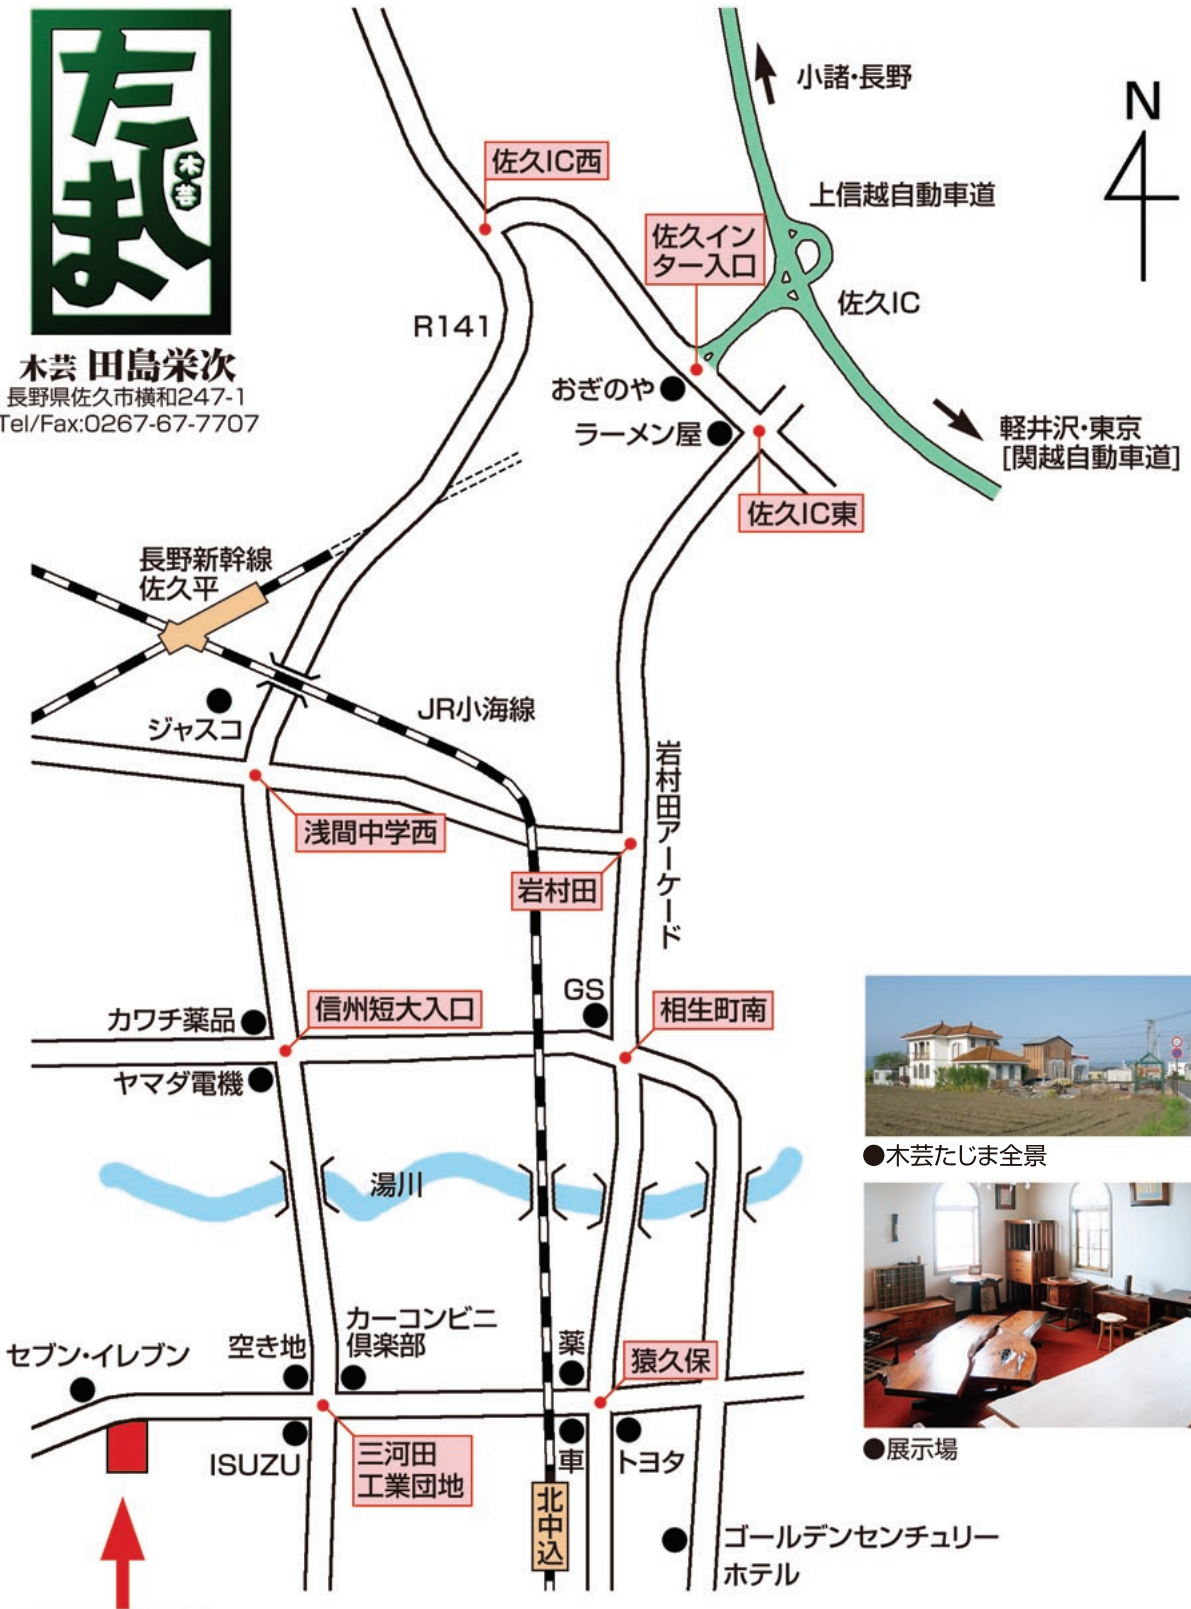 たじま
木芸
木芸 田島栄次
長野県佐久市横和247-1
Tel/Fax:0267-67-7707
小諸・長野
N
佐久IC西
上信越自動車道
佐久イン
ター入口
佐久IC
R141
おぎのや
ラーメン屋
軽井沢・東京
[関越自動車道]
佐久IC東
長野新幹線
佐久平
ジャスコ
JR小海線
岩村田アーケード
浅間中学西
岩村田
GS
カワチ薬品
信州短大入口
相生町南
ヤマダ電機
●木芸たじま全景
湯川
カーコンビニ
倶楽部
空き地
薬
セブン・イレブン
猿久保
ISUZU
三河田
工業団地
車
トヨタ
●展示場
北中込
ゴールデンセンチュリー
ホテル